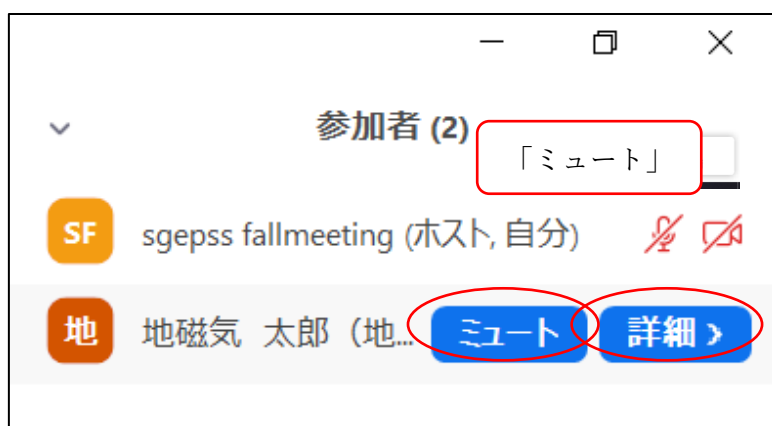 参加者 (2)
「ミュート」
SF
sgepss fallmeeting (ホスト, 自分)
地
地磁気 太郎（地...
ミュート
詳細 >